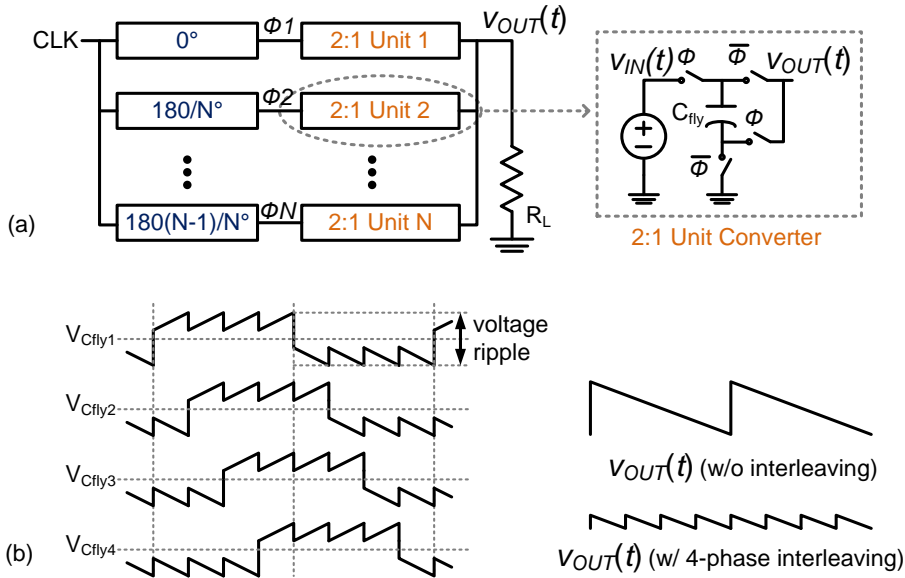 CLK
0°
Φ1
2:1 Unit 1
vOUT(t)
180/N°
Φ2
2:1 Unit 2
180(N-1)/N°
ΦN
2:1 Unit N
RL
(a)
vIN(t)
Φ
Φ̅
vOUT(t)
Cfly
Φ
Φ̅
+
−
2:1 Unit Converter
VCfly1
voltage
ripple
VCfly2
VCfly3
VCfly4
(b)
vOUT(t) (w/o interleaving)
vOUT(t) (w/ 4-phase interleaving)